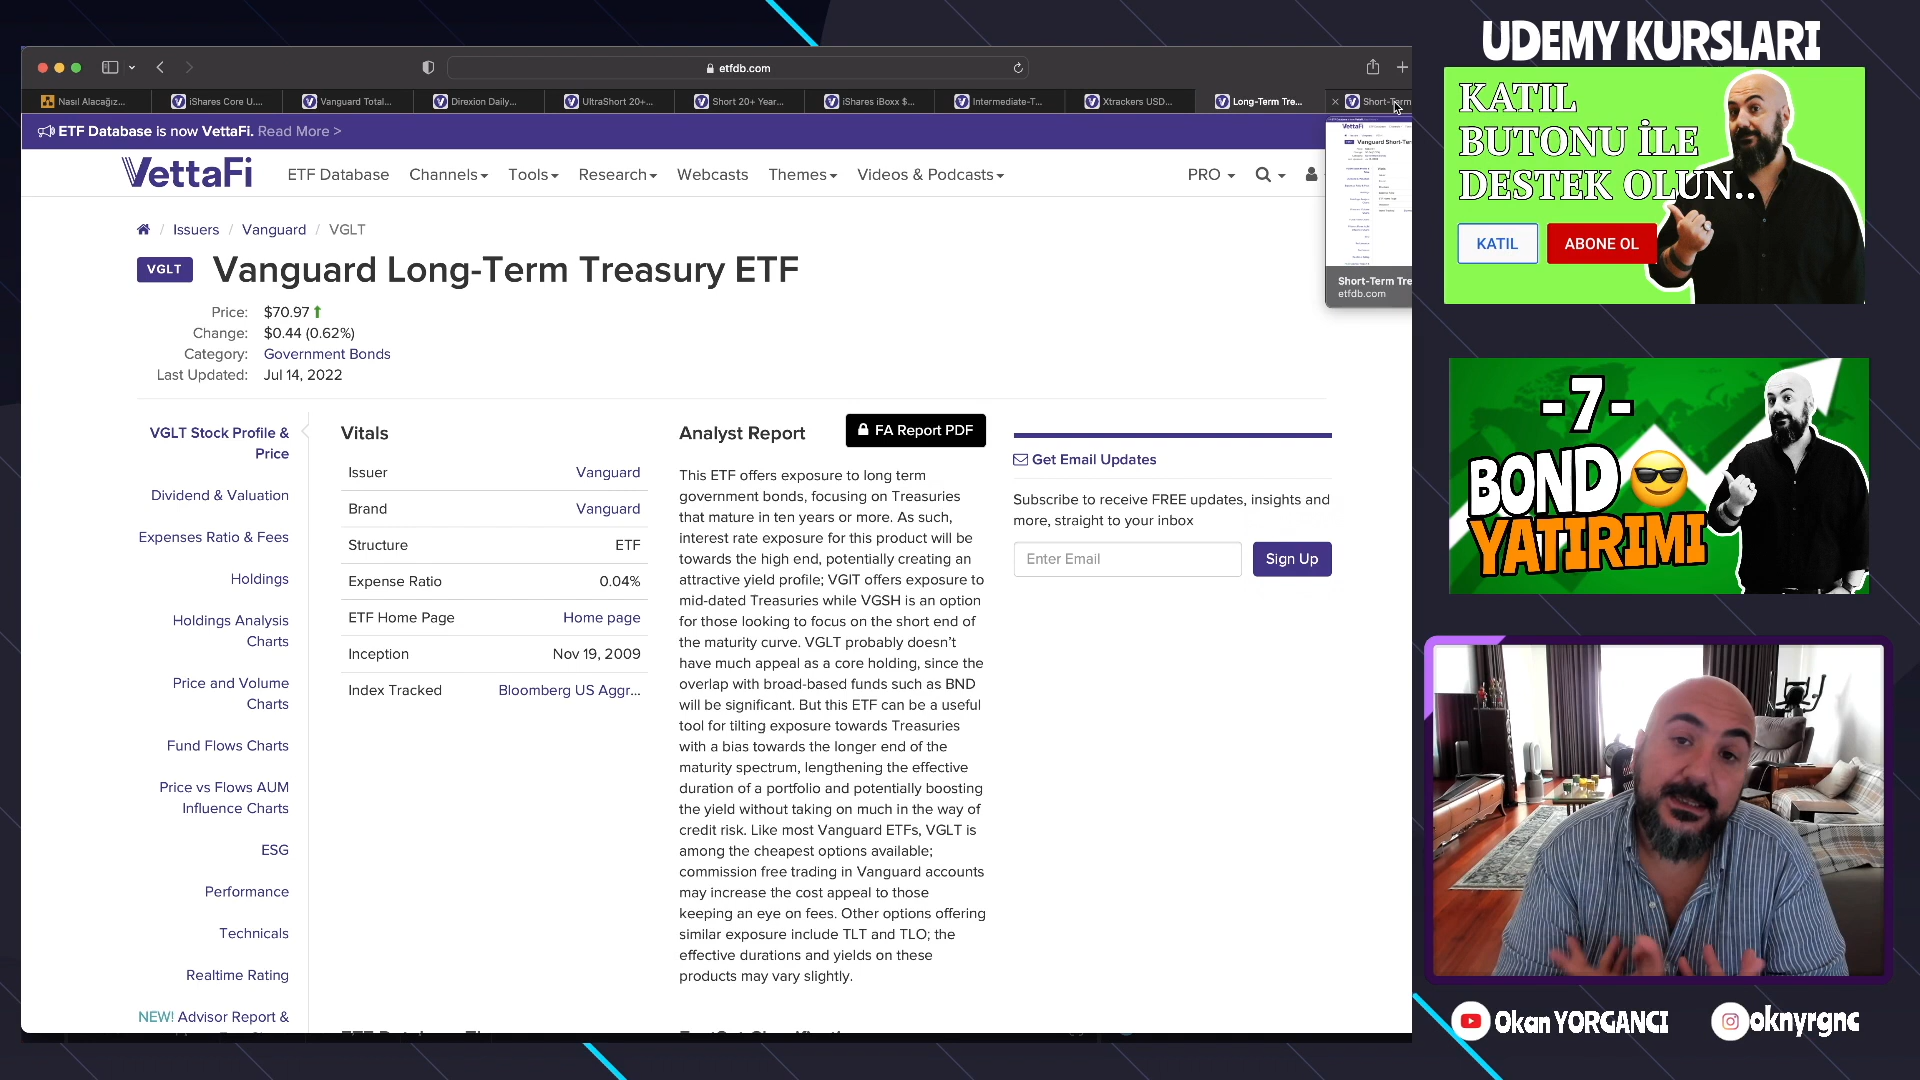 etfdb.com
Nasıl Alacağız...
iShares Core U....
Vanguard Total...
Direxion Daily...
UltraShort 20+...
Short 20+ Year...
iShares iBoxx $...
Intermediate-T...
Xtrackers USD...
Long-Term Tre...
Short-Term
ETF Database is now VettaFi. Read More >
VettaFi
ETF Database
Channels
Tools
Research
Webcasts
Themes
Videos & Podcasts
PRO
/ Issuers / Vanguard / VGLT
VGLT
Vanguard Long-Term Treasury ETF
Price: $70.97
Change: $0.44 (0.62%)
Category: Government Bonds
Last Updated: Jul 14, 2022
VGLT Stock Profile &
Price
Dividend & Valuation
Expenses Ratio & Fees
Holdings
Holdings Analysis
Charts
Price and Volume
Charts
Fund Flows Charts
Price vs Flows AUM
Influence Charts
ESG
Performance
Technicals
Realtime Rating
NEW! Advisor Report &
Vitals
Issuer Vanguard
Brand Vanguard
Structure ETF
Expense Ratio 0.04%
ETF Home Page Home page
Inception Nov 19, 2009
Index Tracked Bloomberg US Aggr...
Analyst Report
FA Report PDF
This ETF offers exposure to long term
government bonds, focusing on Treasuries
that mature in ten years or more. As such,
interest rate exposure for this product will be
towards the high end, potentially creating an
attractive yield profile; VGIT offers exposure to
mid-dated Treasuries while VGSH is an option
for those looking to focus on the short end of
the maturity curve. VGLT probably doesn't
have much appeal as a core holding, since the
overlap with broad-based funds such as BND
will be significant. But this ETF can be a useful
tool for tilting exposure towards Treasuries
with a bias towards the longer end of the
maturity spectrum, lengthening the effective
duration of a portfolio and potentially boosting
the yield without taking on much in the way of
credit risk. Like most Vanguard ETFs, VGLT is
among the cheapest options available;
commission free trading in Vanguard accounts
may increase the cost appeal to those
keeping an eye on fees. Other options offering
similar exposure include TLT and TLO; the
effective durations and yields on these
products may vary slightly.
Get Email Updates
Subscribe to receive FREE updates, insights and
more, straight to your inbox
Enter Email
Sign Up
VettaFi
Vanguard Short-Ter
Short-Term Tre
etfdb.com
UDEMY KURSLARI
KATIL
BUTONU İLE
DESTEK OLUN..
KATIL
ABONE OL
-7-
BOND
YATIRIMI
Okan YORGANCI
oknyrgnc